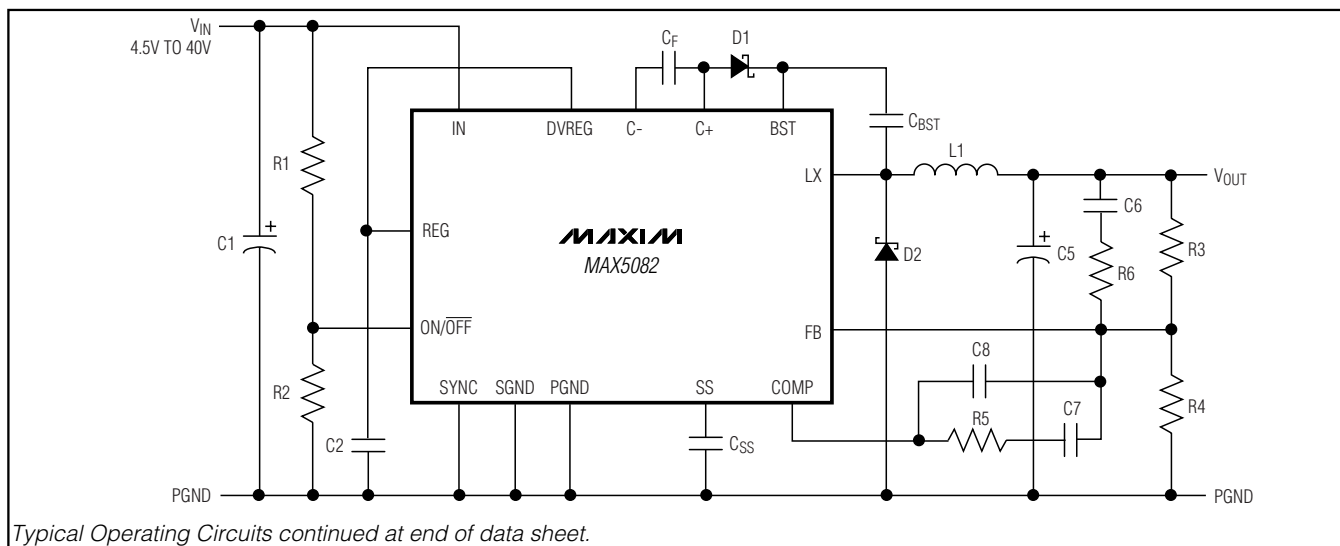 VIN
4.5V TO 40V
CF
D1
IN
DVREG
C-
C+
BST
CBST
R1
LX
L1
VOUT
C1
+
REG
MAXIM
MAX5082
D2
+
C5
C6
R6
R3
ON/OFF
FB
R2
C2
SYNC
SGND
PGND
SS
COMP
C8
R5
C7
R4
CSS
PGND
PGND
Typical Operating Circuits continued at end of data sheet.